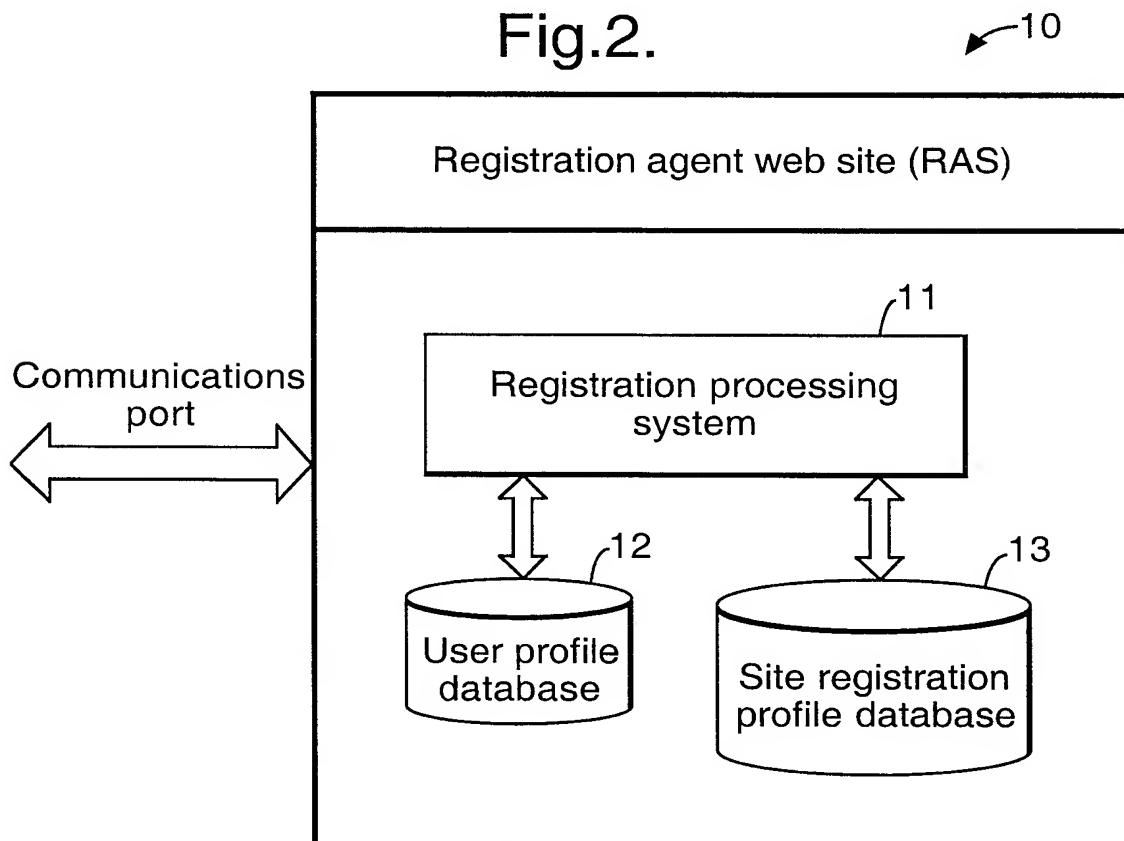 Fig.2.
10
Registration agent web site (RAS)
11
Registration processing
system
Communications
port
12
User profile
database
13
Site registration
profile database